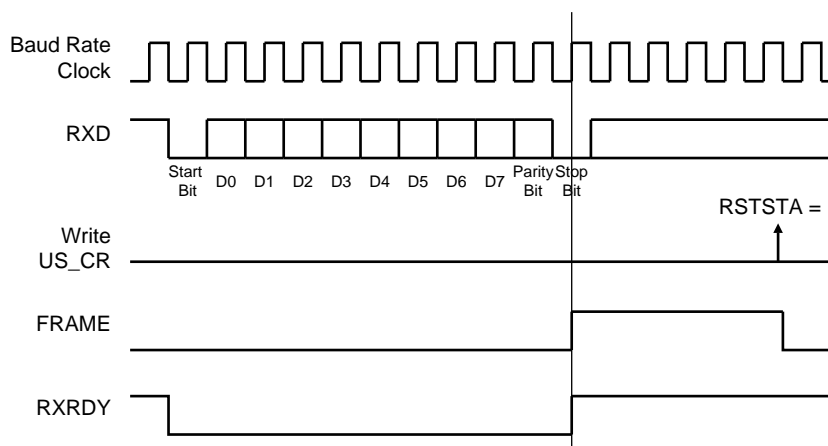 Baud Rate
Clock
RXD
Start
Bit
D0
D1
D2
D3
D4
D5
D6
D7
Parity
Bit
Stop
Bit
RSTSTA =
Write
US_CR
FRAME
RXRDY